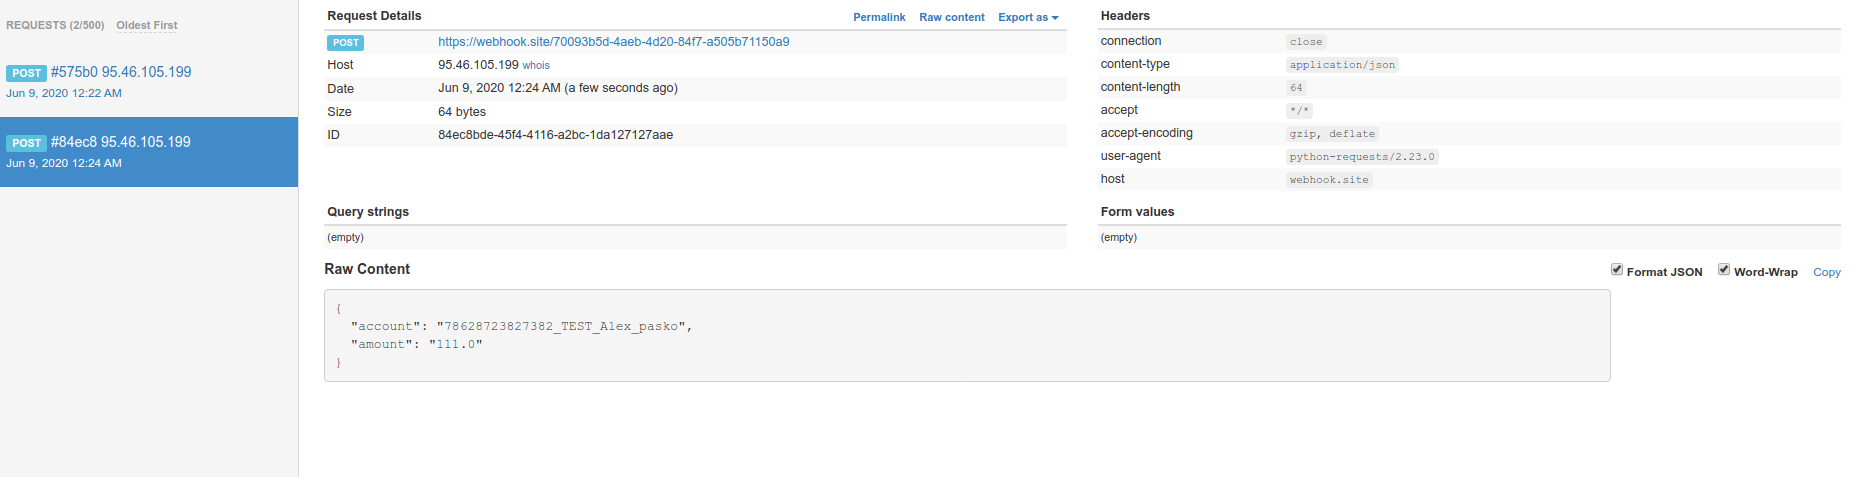 REQUESTS (2/500) Oldest First
POST #575b0 95.46.105.199
Jun 9, 2020 12:22 AM
POST #84ec8 95.46.105.199
Jun 9, 2020 12:24 AM
Request Details Permalink Raw content Export as
POST https://webhook.site/70093b5d-4aeb-4d20-84f7-a505b71150a9
Host 95.46.105.199 whois
Date Jun 9, 2020 12:24 AM (a few seconds ago)
Size 64 bytes
ID 84ec8bde-45f4-4116-a2bc-1da127127aae
Headers
connection close
content-type application/json
content-length 64
accept */*
accept-encoding gzip, deflate
user-agent python-requests/2.23.0
host webhook.site
Query strings
(empty)
Form values
(empty)
Raw Content Format JSON Word-Wrap Copy
{
"account": "78628723827382_TEST_Alex_pasko",
"amount": "111.0"
}